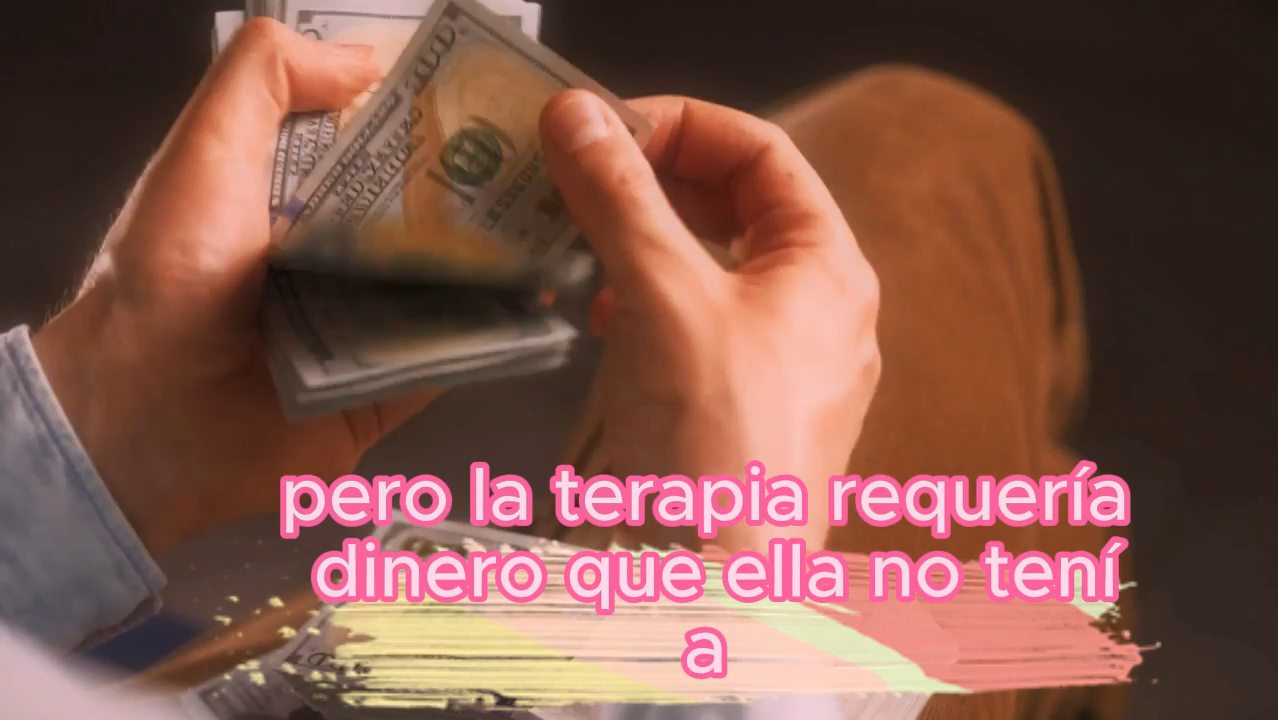 pero la terapia requería
dinero que ella no tení
a